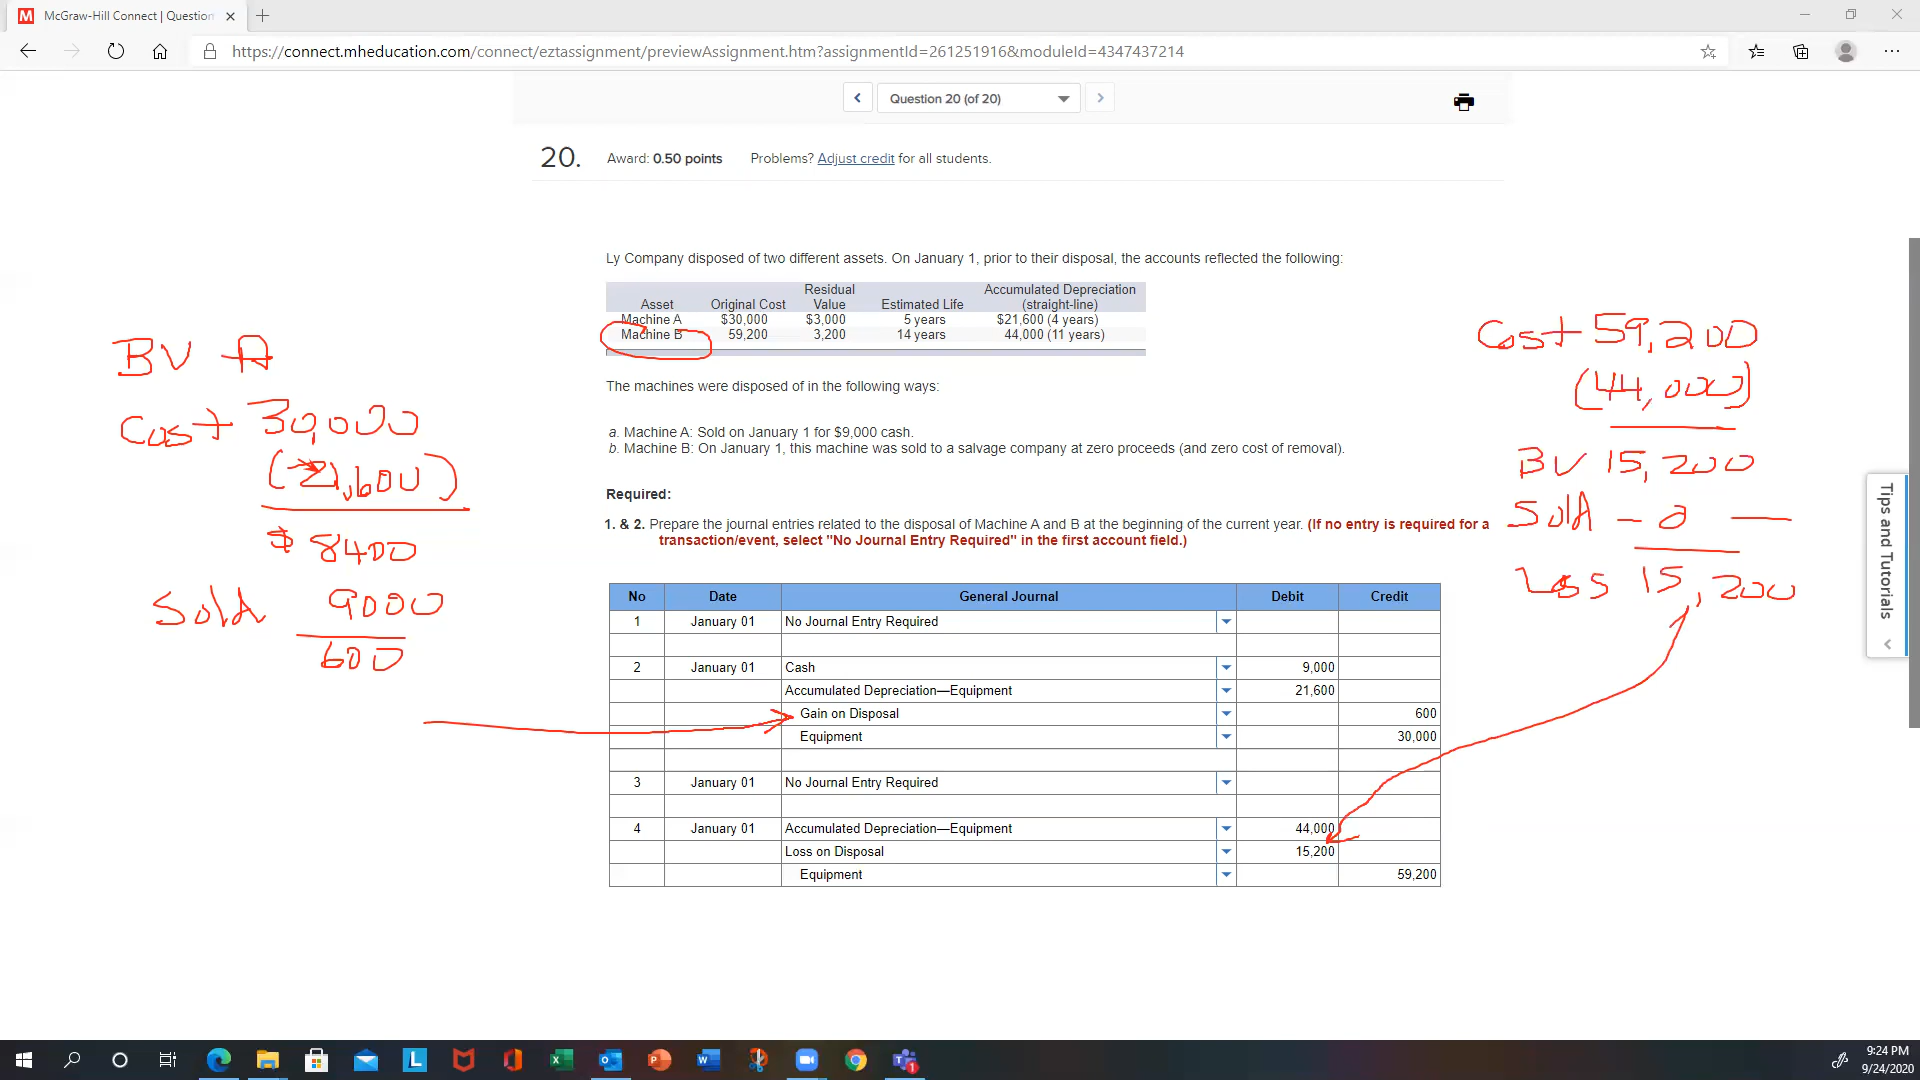 McGraw-Hill Connect | Question
https://connect.mheducation.com/connect/eztassignment/previewAssignment.htm?assignmentId=261251916&moduleId=4347437214
Question 20 (of 20)
20. Award: 0.50 points Problems? Adjust credit for all students.
Ly Company disposed of two different assets. On January 1, prior to their disposal, the accounts reflected the following:
Asset Original Cost Residual Value Estimated Life Accumulated Depreciation (straight-line)
Machine A $30,000 $3,000 5 years $21,600 (4 years)
Machine B 59,200 3,200 14 years 44,000 (11 years)
The machines were disposed of in the following ways:
a. Machine A: Sold on January 1 for $9,000 cash.
b. Machine B: On January 1, this machine was sold to a salvage company at zero proceeds (and zero cost of removal).
Required:
1. & 2. Prepare the journal entries related to the disposal of Machine A and B at the beginning of the current year. (If no entry is required for a
transaction/event, select "No Journal Entry Required" in the first account field.)
No Date General Journal Debit Credit
1 January 01 No Journal Entry Required
2 January 01 Cash 9,000
Accumulated Depreciation—Equipment 21,600
Gain on Disposal 600
Equipment 30,000
3 January 01 No Journal Entry Required
4 January 01 Accumulated Depreciation—Equipment 44,000
Loss on Disposal 15,200
Equipment 59,200
BV A
Cost 30,000
(21,600)
$8400
Sold 9000
600
Cost 59,200
(44,000)
BV 15,200
Sold - 0 -
Loss 15,200
Tips and Tutorials
9:24 PM
9/24/2020